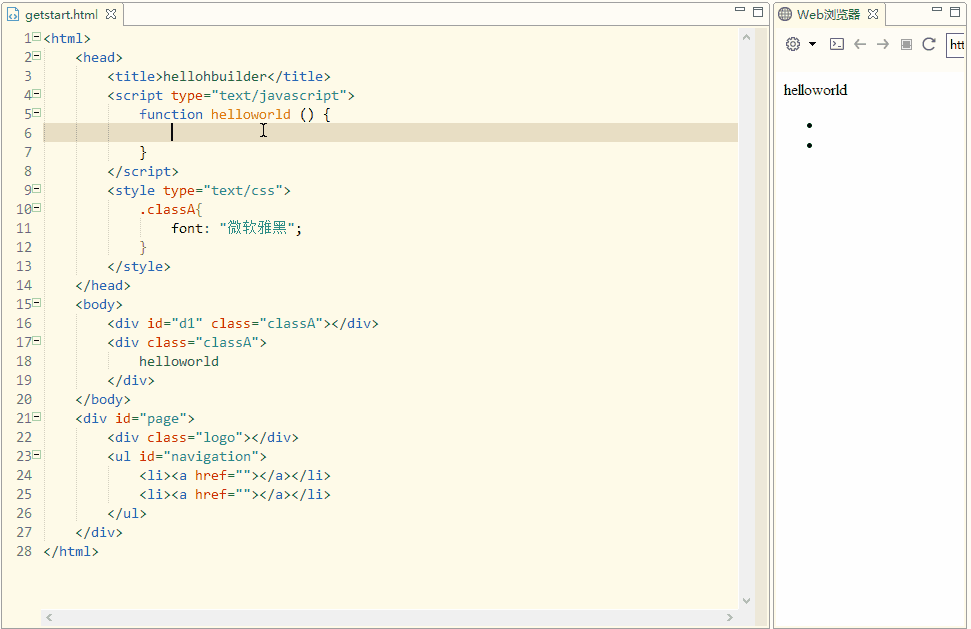 getstart.html
Web浏览器
htt
1 <html>
2 <head>
3 <title>hellohbuilder</title>
4 <script type="text/javascript">
5 function helloworld () {
6
7 }
8 </script>
9 <style type="text/css">
10 .classA{
11 font: "微软雅黑";
12 }
13 </style>
14 </head>
15 <body>
16 <div id="d1" class="classA"></div>
17 <div class="classA">
18 helloworld
19 </div>
20 </body>
21 <div id="page">
22 <div class="logo"></div>
23 <ul id="navigation">
24 <li><a href=""></a></li>
25 <li><a href=""></a></li>
26 </ul>
27 </div>
28 </html>
helloworld